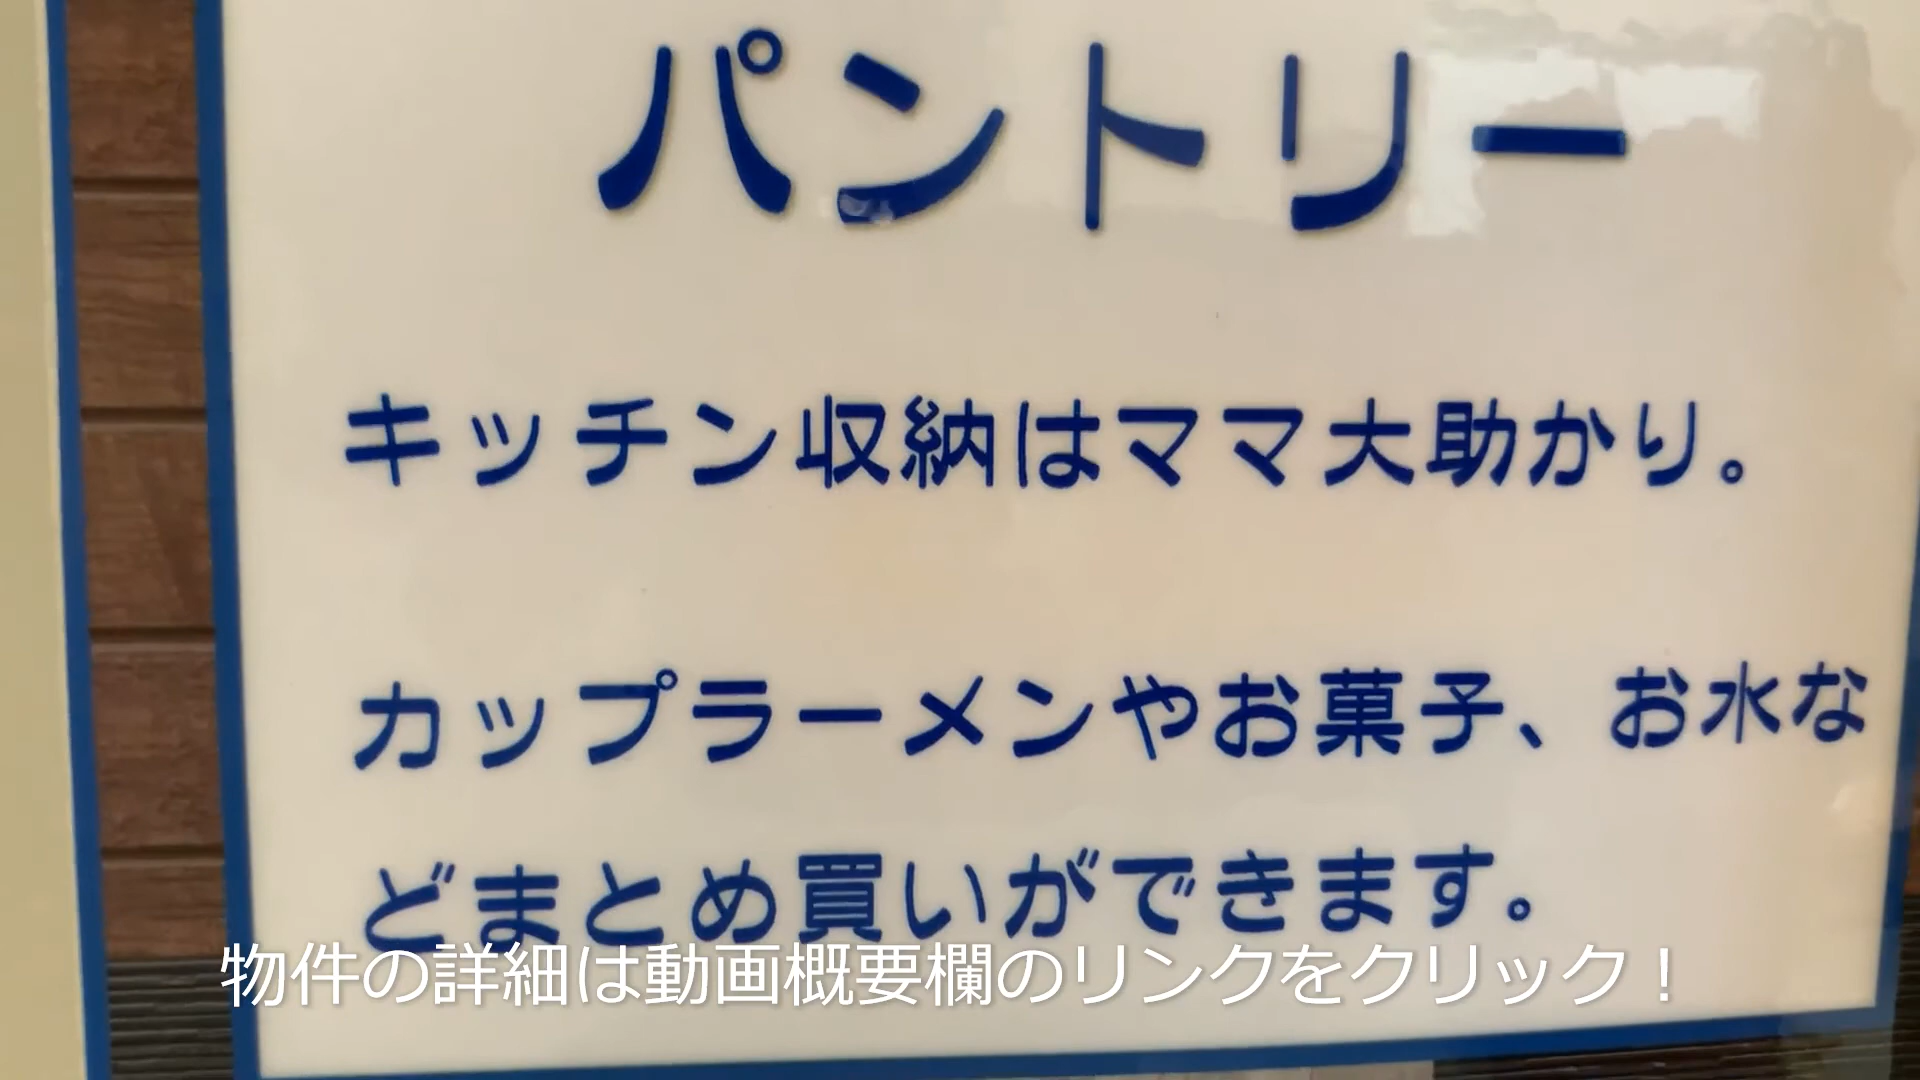 パントリー
キッチン収納はママ大助かり。
カップラーメンやお菓子、お水な
どまとめ買いができます。
物件の詳細は動画概要欄のリンクをクリック！